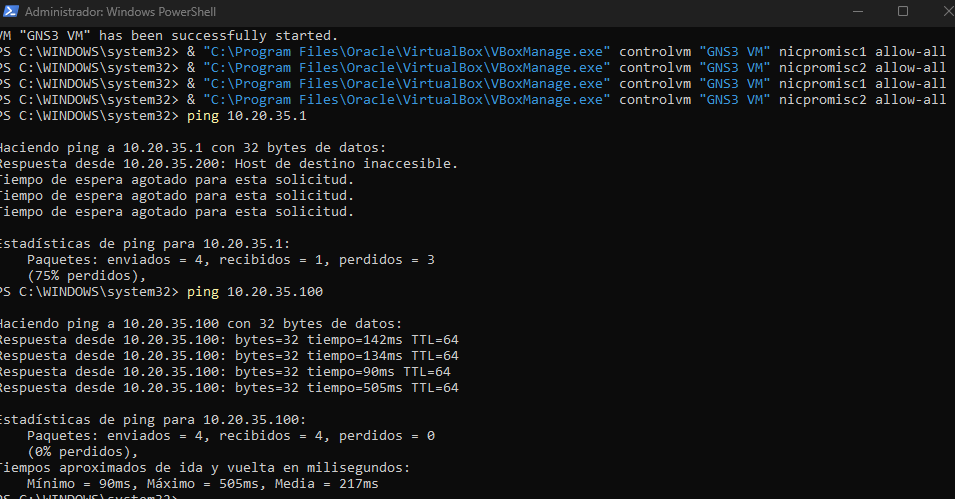 Administrador: Windows PowerShell
VM "GNS3 VM" has been successfully started.
PS C:\WINDOWS\system32> & "C:\Program Files\Oracle\VirtualBox\VBoxManage.exe" controlvm "GNS3 VM" nicpromisc1 allow-all
PS C:\WINDOWS\system32> & "C:\Program Files\Oracle\VirtualBox\VBoxManage.exe" controlvm "GNS3 VM" nicpromisc2 allow-all
PS C:\WINDOWS\system32> & "C:\Program Files\Oracle\VirtualBox\VBoxManage.exe" controlvm "GNS3 VM" nicpromisc1 allow-all
PS C:\WINDOWS\system32> & "C:\Program Files\Oracle\VirtualBox\VBoxManage.exe" controlvm "GNS3 VM" nicpromisc2 allow-all
PS C:\WINDOWS\system32> ping 10.20.35.1
Haciendo ping a 10.20.35.1 con 32 bytes de datos:
Respuesta desde 10.20.35.200: Host de destino inaccesible.
Tiempo de espera agotado para esta solicitud.
Tiempo de espera agotado para esta solicitud.
Tiempo de espera agotado para esta solicitud.
Estadísticas de ping para 10.20.35.1:
Paquetes: enviados = 4, recibidos = 1, perdidos = 3
(75% perdidos),
PS C:\WINDOWS\system32> ping 10.20.35.100
Haciendo ping a 10.20.35.100 con 32 bytes de datos:
Respuesta desde 10.20.35.100: bytes=32 tiempo=142ms TTL=64
Respuesta desde 10.20.35.100: bytes=32 tiempo=134ms TTL=64
Respuesta desde 10.20.35.100: bytes=32 tiempo=90ms TTL=64
Respuesta desde 10.20.35.100: bytes=32 tiempo=505ms TTL=64
Estadísticas de ping para 10.20.35.100:
Paquetes: enviados = 4, recibidos = 4, perdidos = 0
(0% perdidos),
Tiempos aproximados de ida y vuelta en milisegundos:
Mínimo = 90ms, Máximo = 505ms, Media = 217ms
PS C:\WINDOWS\system32>